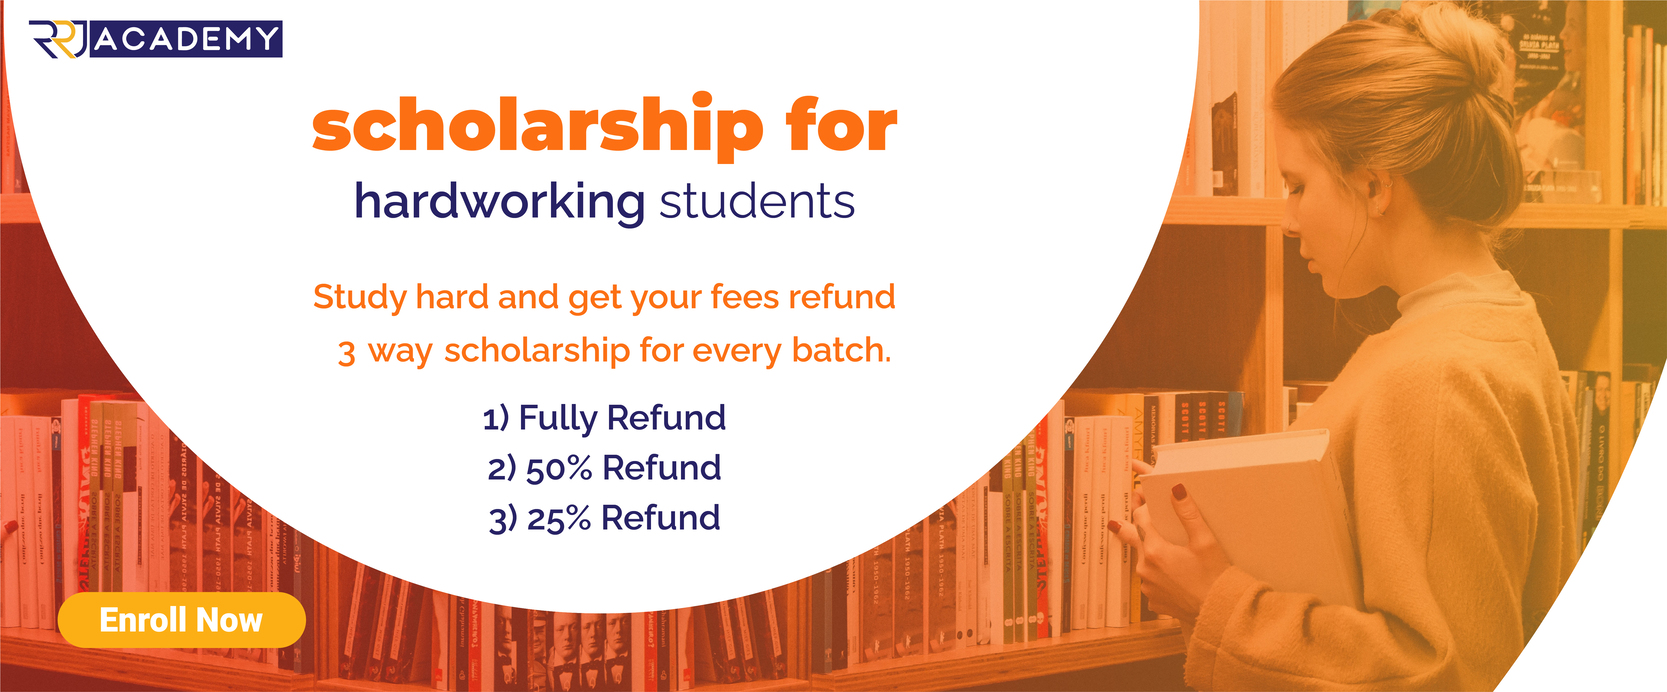 RRJ ACADEMY
scholarship for
hardworking students
Study hard and get your fees refund
3 way scholarship for every batch.
1) Fully Refund
2) 50% Refund
3) 25% Refund
Enroll Now